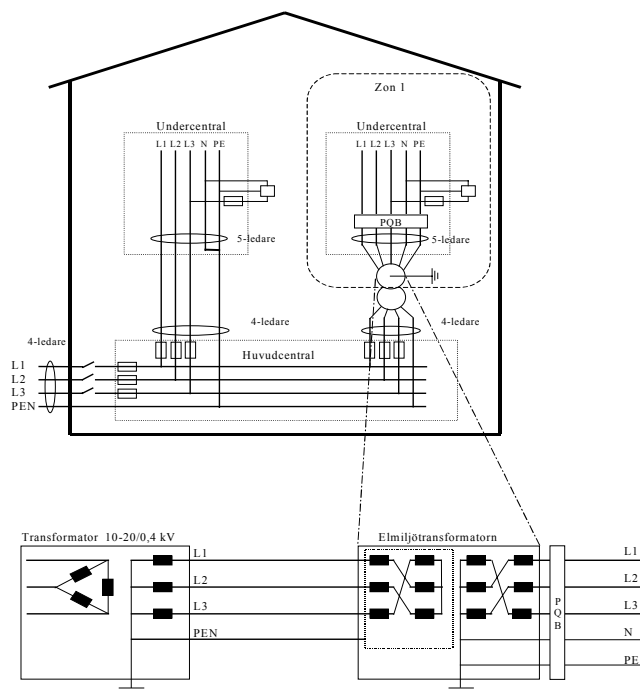 Zon 1
Undercentral
Undercentral
L1 L2 L3 N PE
L1 L2 L3 N PE
PQB
5-ledare
5-ledare
4-ledare
4-ledare
4-ledare
Huvudcentral
L1
L2
L3
PEN
Transformator 10-20/0,4 kV
Elmiljötransformatorn
L1
L2
L3
PEN
PQB
L1
L2
L3
N
PE